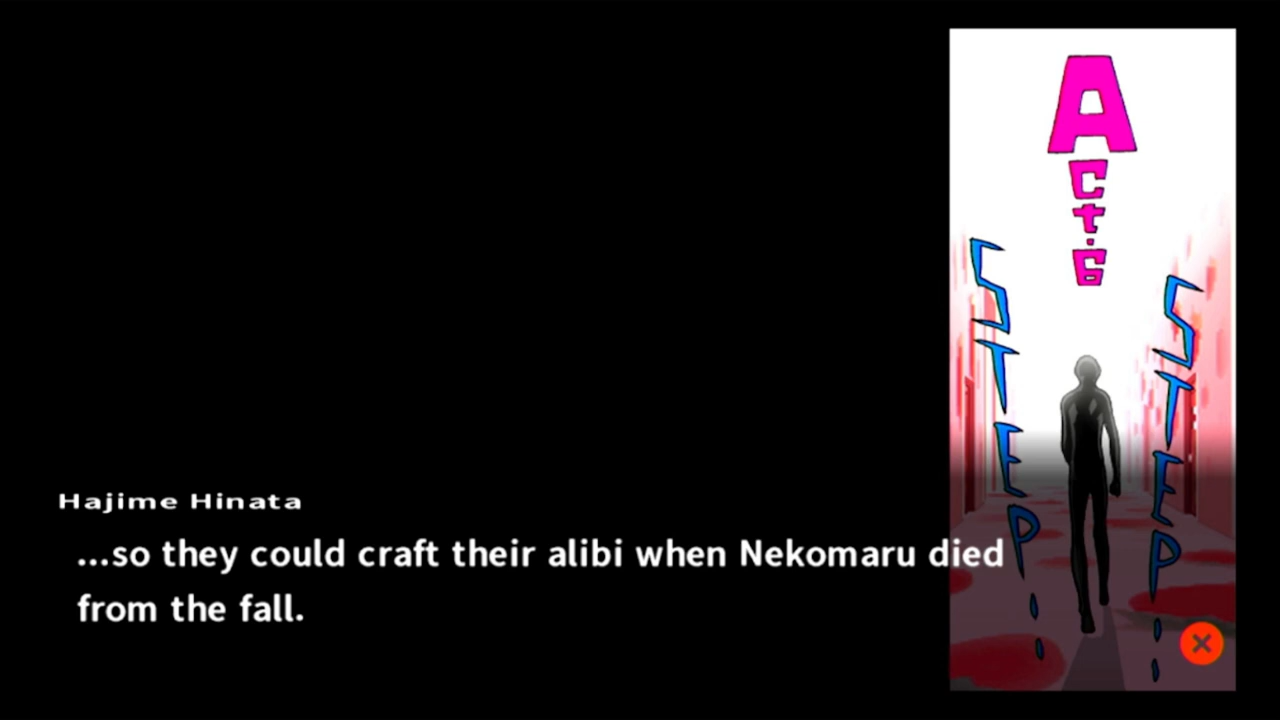 Act.6
STEP...
STEP...
Hajime Hinata
...so they could craft their alibi when Nekomaru died
from the fall.